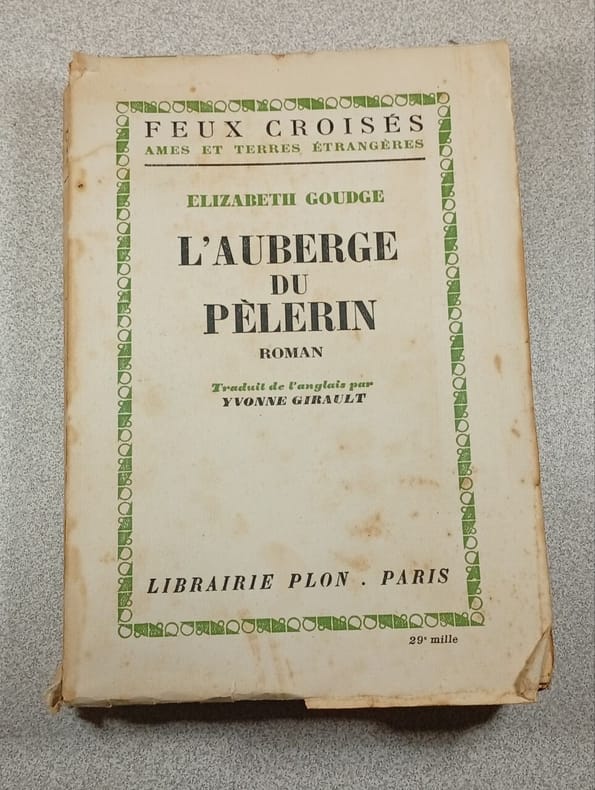 FEUX CROISÉS
AMES ET TERRES ÉTRANGÈRES
ELIZABETH GOUDGE
L'AUBERGE
DU
PÈLERIN
ROMAN
Traduit de l'anglais par
YVONNE GIRAULT
LIBRAIRIE PLON . PARIS
29e mille